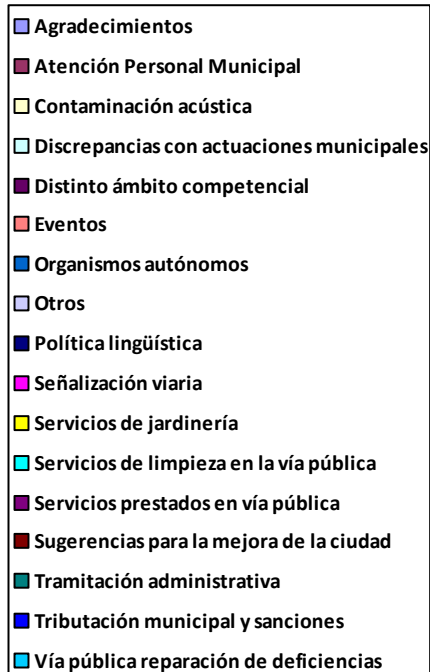 Agradecimientos
Atención Personal Municipal
Contaminación acústica
Discrepancias con actuaciones municipales
Distinto ámbito competencial
Eventos
Organismos autónomos
Otros
Política lingüística
Señalización viaria
Servicios de jardinería
Servicios de limpieza en la vía pública
Servicios prestados en vía pública
Sugerencias para la mejora de la ciudad
Tramitación administrativa
Tributación municipal y sanciones
Vía pública reparación de deficiencias